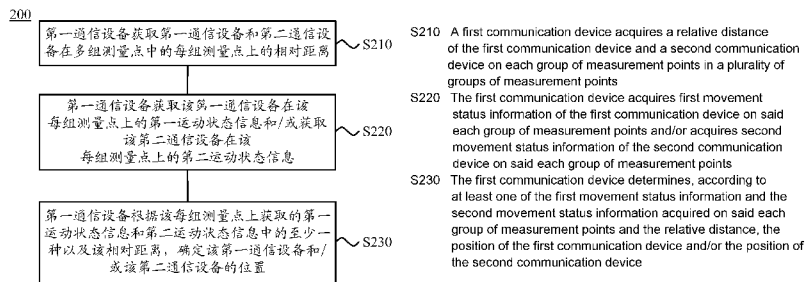 200
第一通信设备获取第一通信设备和第二通信设
备在多组测量点中的每组测量点上的相对距离
S210
第一通信设备获取该第一通信设备在该
每组测量点上的第一运动状态信息和/或获取
该第二通信设备在该
每组测量点上的第二运动状态信息
S220
第一通信设备根据该每组测量点上获取的第一
运动状态信息和第二运动状态信息中的至少一
种以及该相对距离，确定该第一通信设备和/
或该第二通信设备的位置
S230
S210 A first communication device acquires a relative distance
of the first communication device and a second communication
device on each group of measurement points in a plurality of
groups of measurement points
S220 The first communication device acquires first movement
status information of the first communication device on said
each group of measurement points and/or acquires second
movement status information of the second communication
device on said each group of measurement points
S230 The first communication device determines, according to
at least one of the first movement status information and the
second movement status information acquired on said each
group of measurement points and the relative distance, the
position of the first communication device and/or the position of
the second communication device